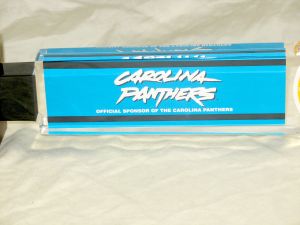 CAROLINA
PANTHERS
OFFICIAL SPONSOR OF THE CAROLINA PANTHERS